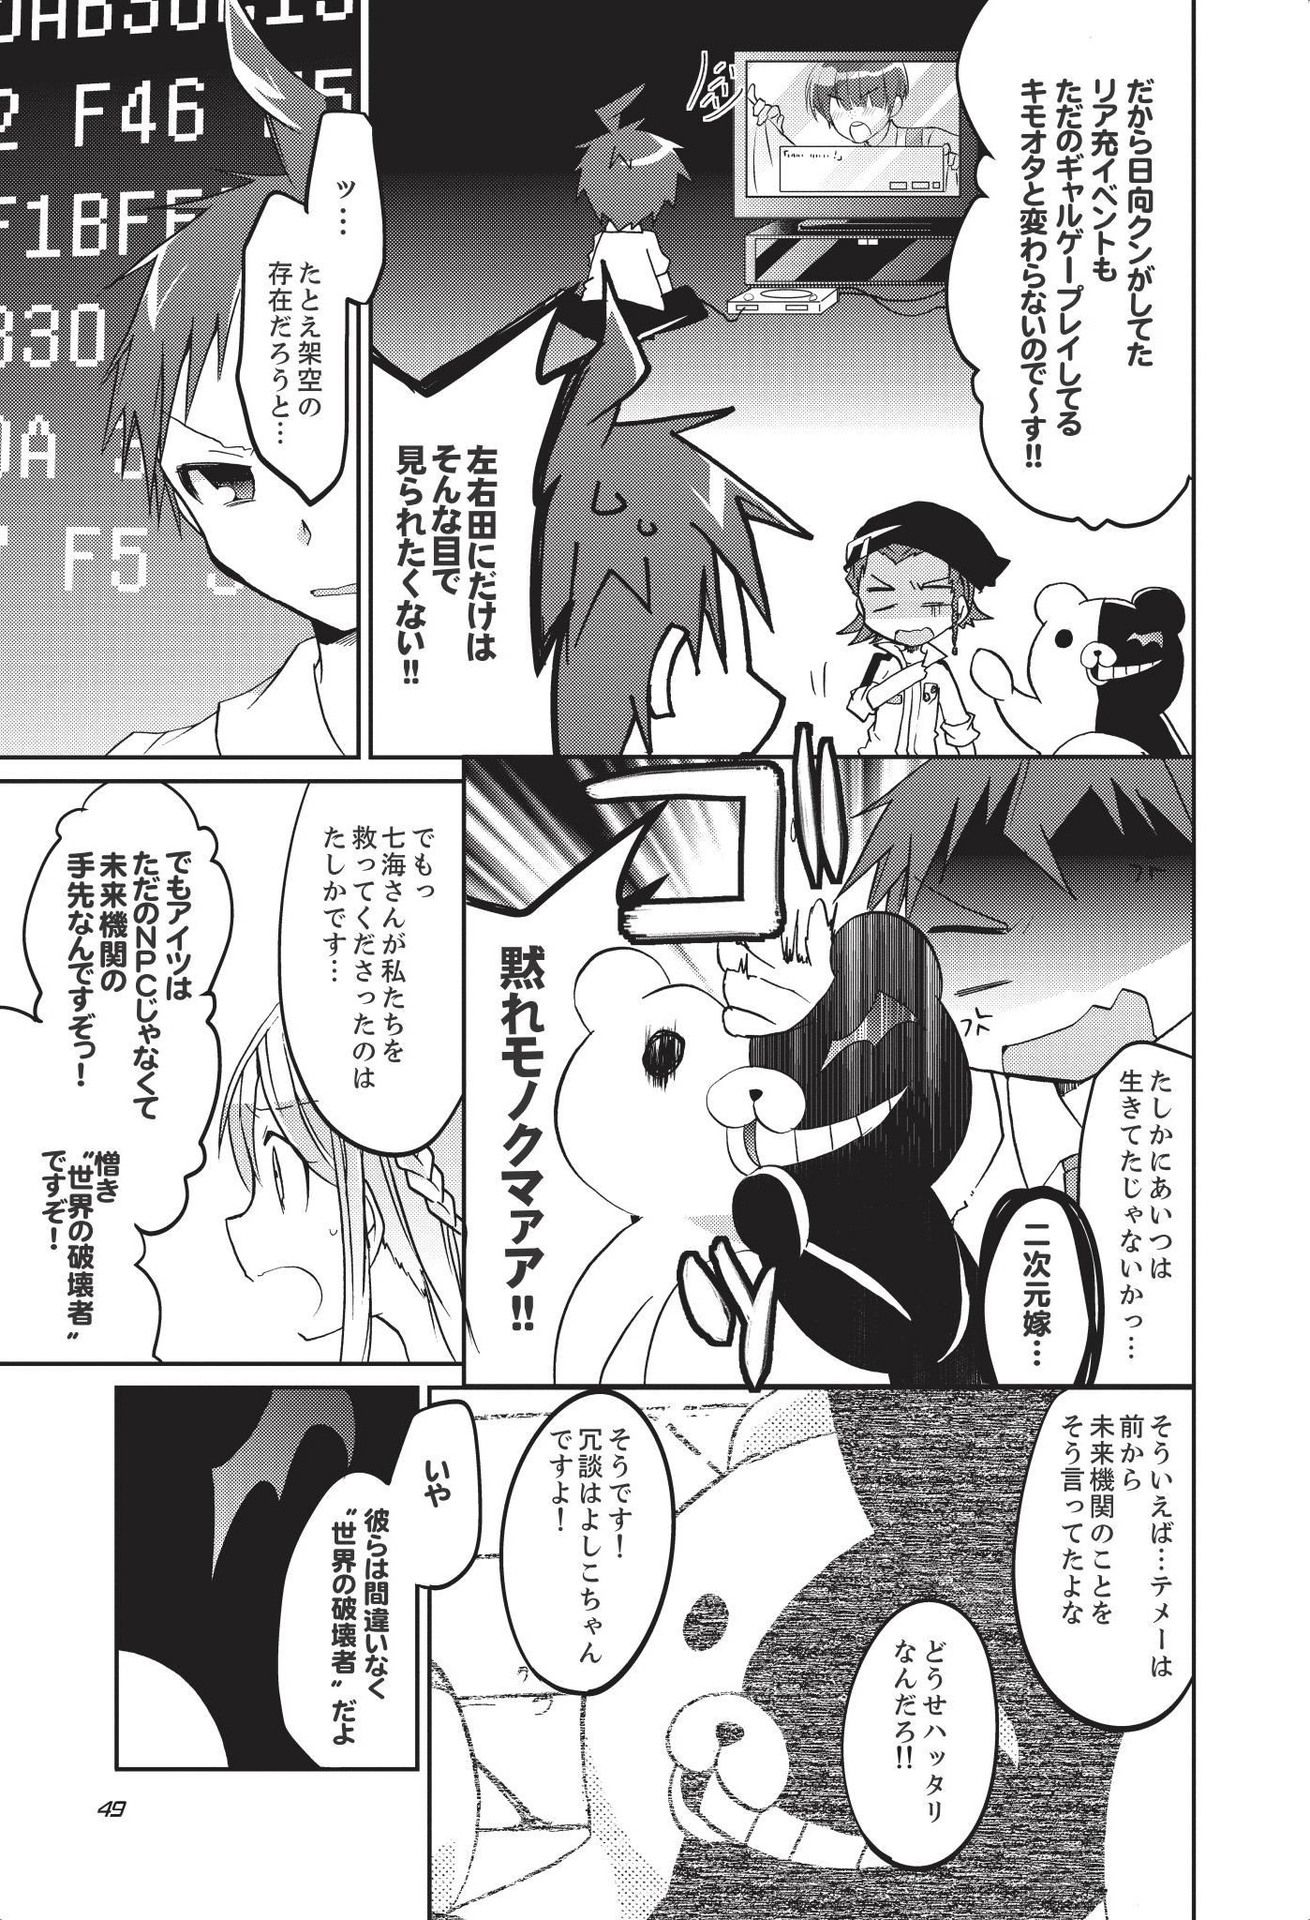 だから日向クンがしてた
リア充イベントも
ただのギャルゲープレイしてる
キモオタと変わらないので〜す!!
左右田にだけは
そんな目で
見られたくない!!
ッ…
たとえ架空の
存在だろうと…
2 F46
F18FE
830
0A 3
F5
たしかにあいつは
生きてたじゃないかっ…
二次元嫁…
黙れモノクマァァ!!
でもっ
七海さんが私たちを
救ってくださったのは
たしかです…
でもアイツは
ただのNPCじゃなくて
未来機関の
手先なんですぞっ!
憎き
“世界の破壊者”
ですぞ!
そういえば…テメーは
前から
未来機関のことを
そう言ってたよな
どうせハッタリ
なんだろ!!
そうです!
冗談はよしこちゃん
ですよ!
いや
彼らは間違いなく
“世界の破壊者”だよ
49